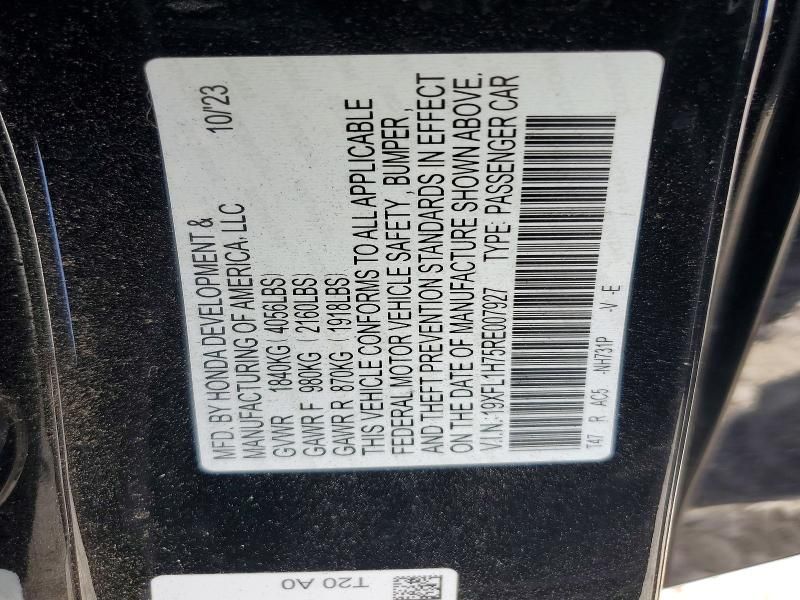 MFD. BY HONDA DEVELOPMENT & 10/'23
MANUFACTURING OF AMERICA, LLC
GVWR 1840KG ( 4056LBS)
GAWR F 980KG ( 2160LBS)
GAWR R 870KG ( 1918LBS)
THIS VEHICLE CONFORMS TO ALL APPLICABLE
FEDERAL MOTOR VEHICLE SAFETY , BUMPER ,
AND THEFT PREVENTION STANDARDS IN EFFECT
ON THE DATE OF MANUFACTURE SHOWN ABOVE.
V.I.N.: 19XFL1H75RE007927 TYPE: PASSENGER CAR
T47 R AC5 -NH731P -V -E
T20 A0